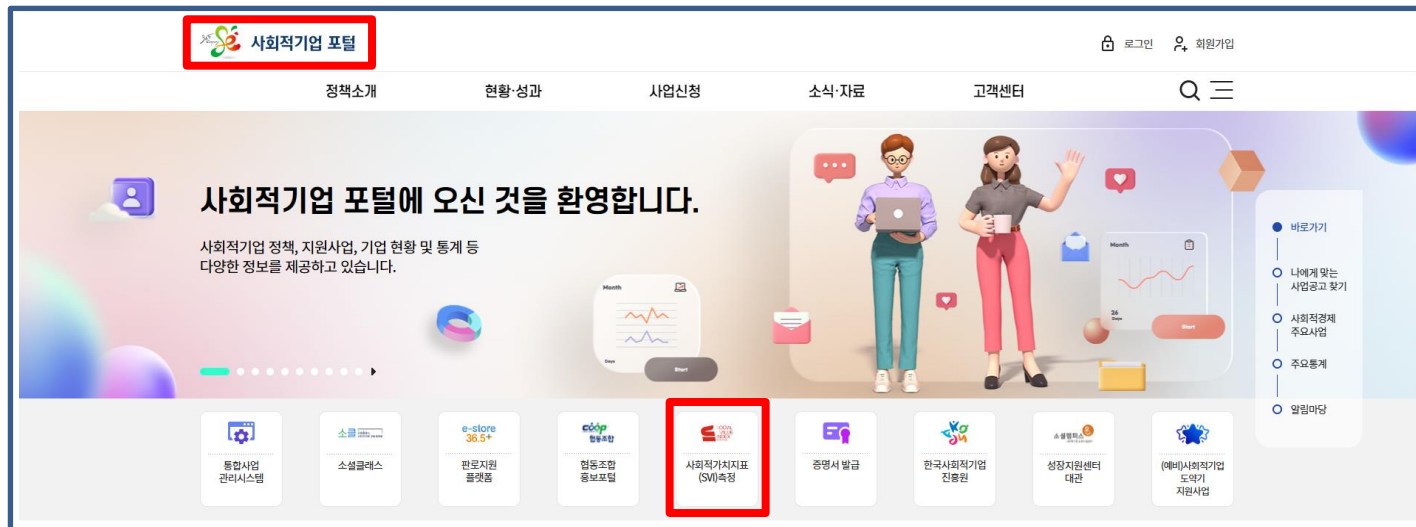 사회적기업 포털
로그인 회원가입
정책소개 현황·성과 사업신청 소식·자료 고객센터
사회적기업 포털에 오신 것을 환영합니다.
사회적기업 정책, 지원사업, 기업 현황 및 통계 등
다양한 정보를 제공하고 있습니다.
Month
Days
Start
Month
26
Days
Start
바로가기
나에게 맞는
사업공고 찾기
사회적경제
주요사업
주요통계
알림마당
통합사업
관리시스템
소셜클래스
e-store
36.5+
판로지원
플랫폼
coop
협동조합
협동조합
홍보포털
SOCIAL
VALUE
INDEX
사회적가치지표
(SVI)측정
증명서 발급
한국사회적기업
진흥원
소셜캠퍼스
성장지원센터
대관
(예비)사회적기업
도약기
지원사업